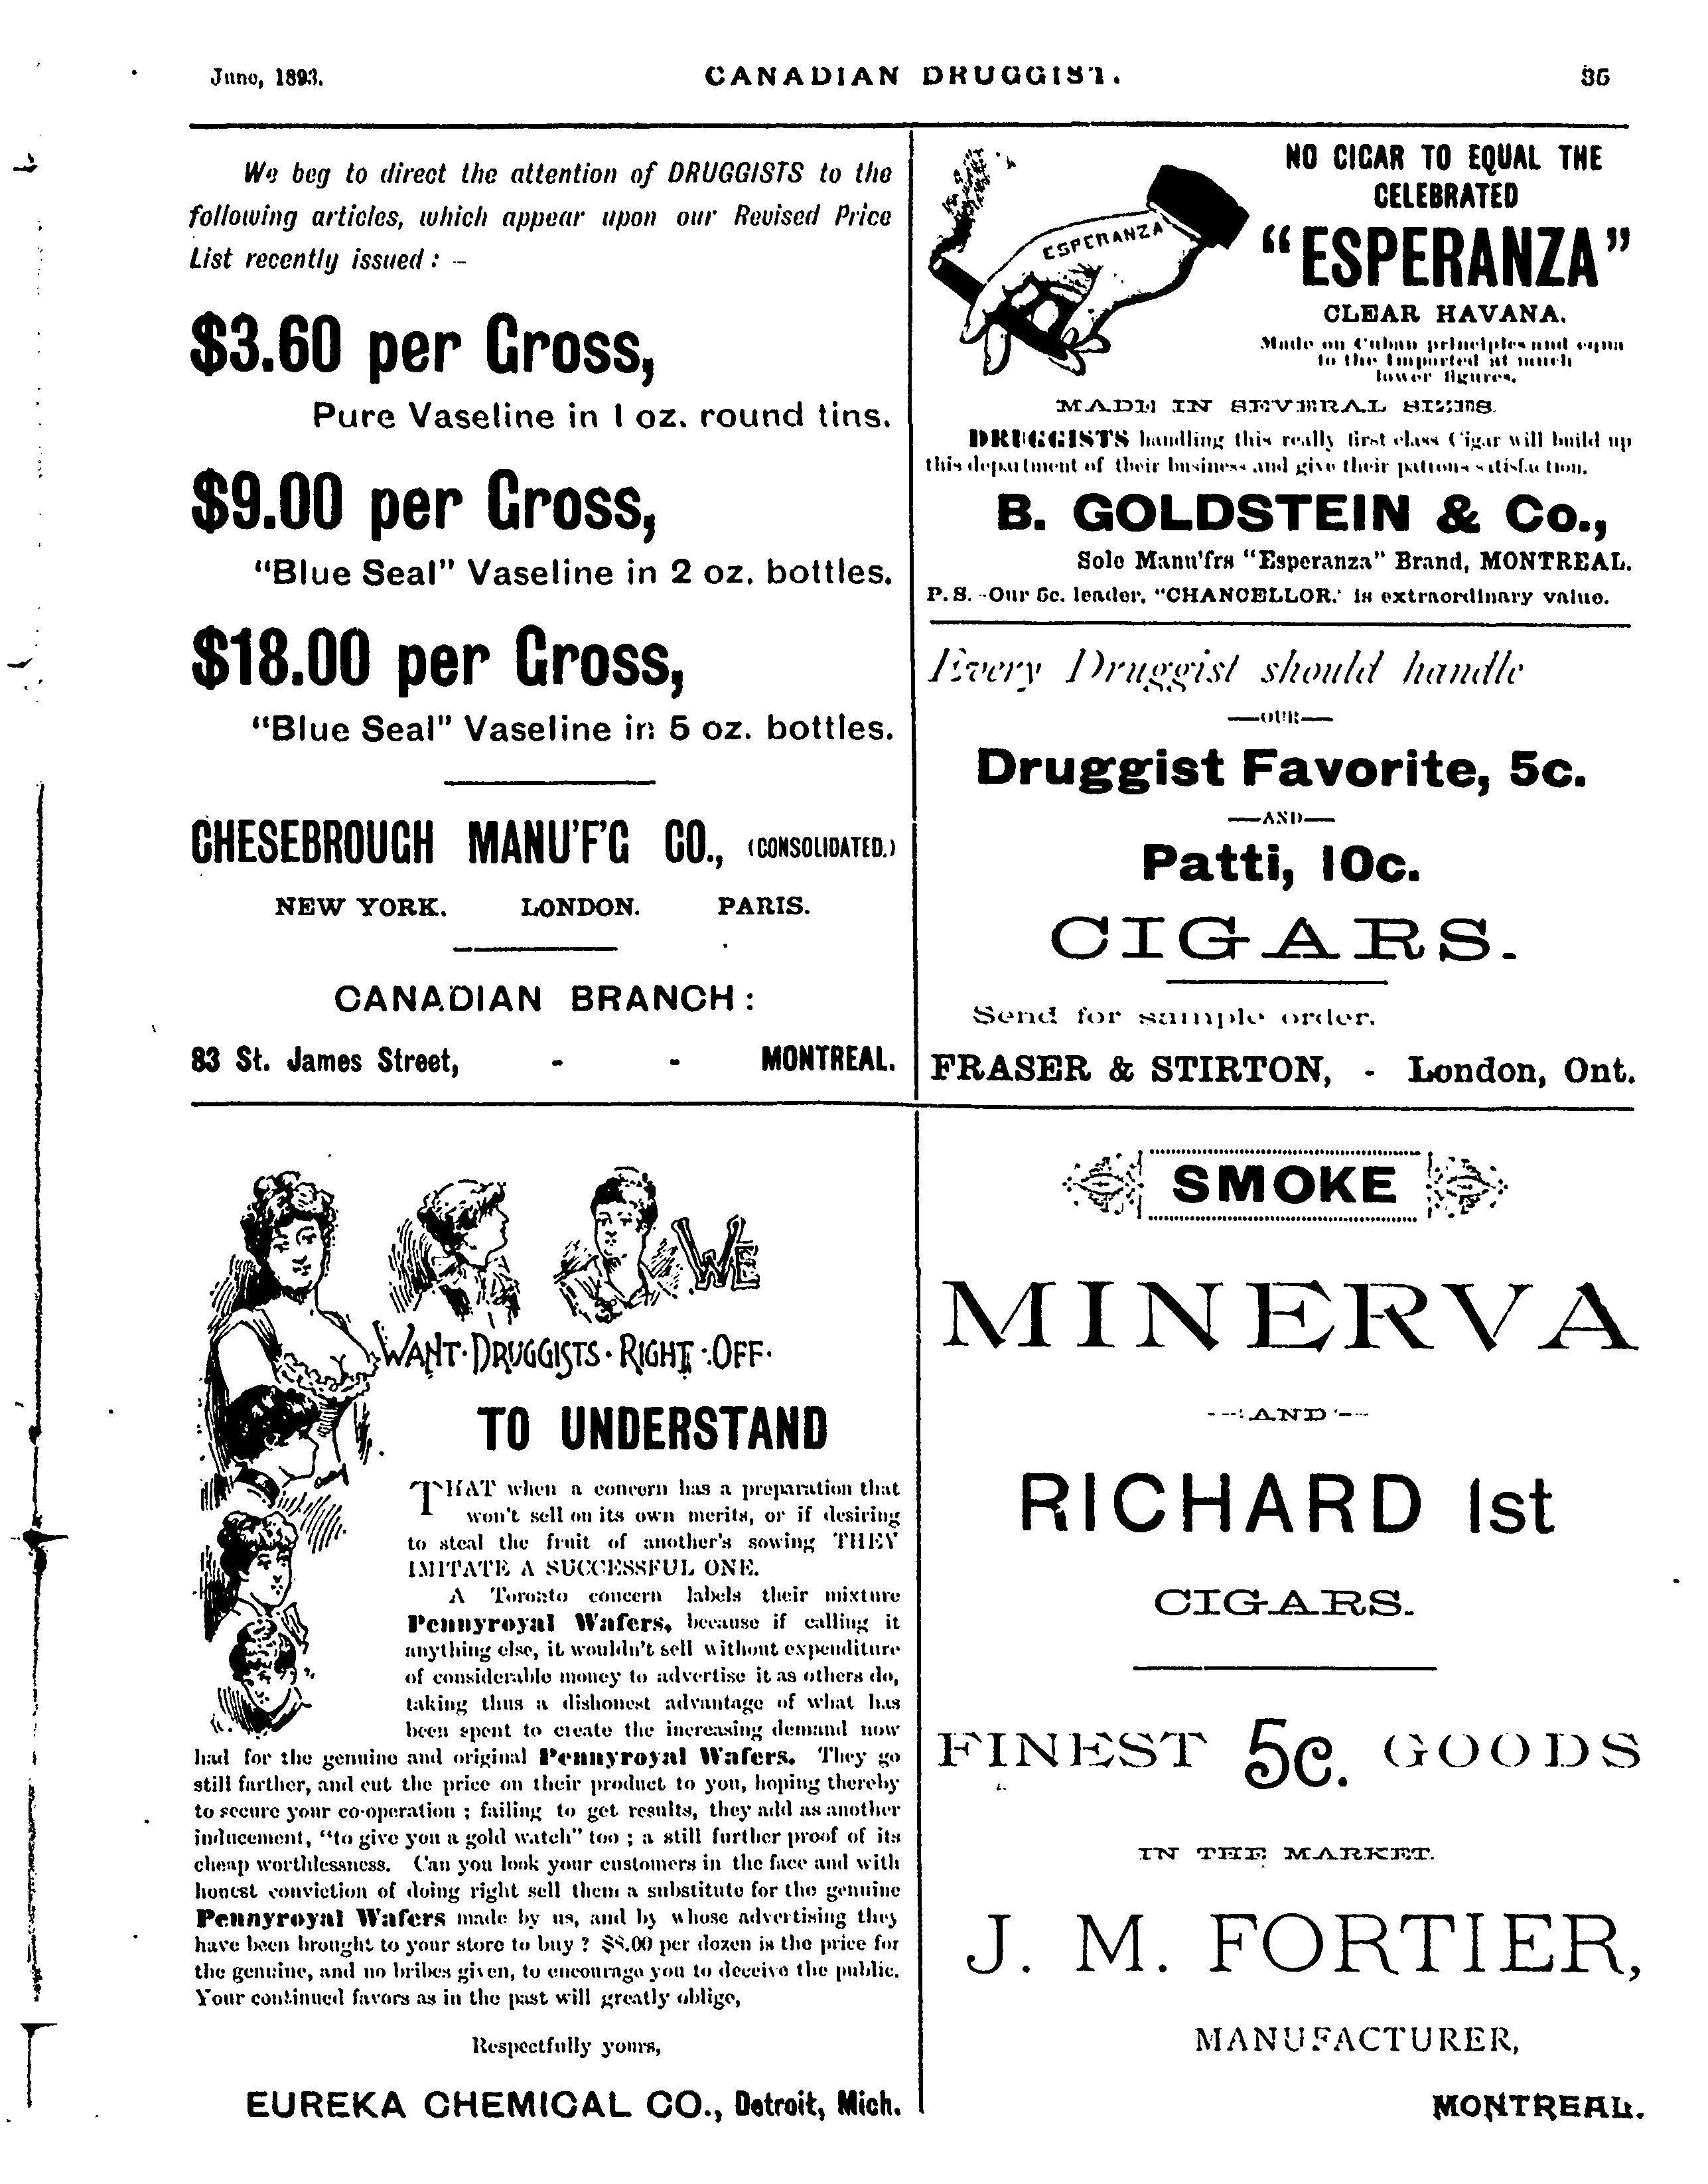 June, 1893.
CANADIAN DRUGGIST.
35
We beg to direct the attention of DRUGGISTS to the
following articles, which appear upon our Revised Price
List recently issued : –
$3.60 per Gross,
Pure Vaseline in 1 oz. round tins.
$9.00 per Gross,
"Blue Seal" Vaseline in 2 oz. bottles.
$18.00 per Gross,
"Blue Seal" Vaseline in 5 oz. bottles.
CHESEBROUGH MANU'F'G CO., (CONSOLIDATED.)
NEW YORK. LONDON. PARIS.
CANADIAN BRANCH :
83 St. James Street, - - MONTREAL.
ESPERANZA
NO CIGAR TO EQUAL THE
CELEBRATED
"ESPERANZA"
CLEAR HAVANA.
Made on Cuban principles and equa
to the Imported at much
lower figures.
MADE IN SEVERAL SIZES.
DRUGGISTS handling this really first class Cigar will build up
this department of their business and give their patrons satisfaction.
B. GOLDSTEIN & Co.,
Sole Manu'frs "Esperanza" Brand, MONTREAL.
P.S. -Our 5c. leader, "CHANCELLOR.' is extraordinary value.
Every Druggist should handle
—OUR—
Druggist Favorite, 5c.
—AND—
Patti, 10c.
CIGARS.
Send for sample order.
FRASER & STIRTON, - London, Ont.
WE
WANT·DRUGGISTS·RIGHT·OFF·
TO UNDERSTAND
THAT when a concern has a preparation that
won't sell on its own merits, or if desiring
to steal the fruit of another's sowing THEY
IMITATE A SUCCESSFUL ONE.
A Toronto concern labels their mixture
Pennyroyal Wafers, because if calling it
anything else, it wouldn't sell without expenditure
of considerable money to advertise it as others do,
taking thus a dishonest advantage of what has
been spent to create the increasing demand now
had for the genuine and original Pennyroyal Wafers. They go
still farther, and cut the price on their product to you, hoping thereby
to secure your co-operation ; failing to get results, they add as another
inducement, "to give you a gold watch" too ; a still further proof of its
cheap worthlessness. Can you look your customers in the face and with
honest conviction of doing right sell them a substitute for the genuine
Pennyroyal Wafers made by us, and by whose advertising they
have been brought to your store to buy ? $8.00 per dozen is the price for
the genuine, and no bribes given, to encourage you to deceive the public.
Your continued favors as in the past will greatly oblige,
Respectfully yours,
EUREKA CHEMICAL CO., Detroit, Mich.
SMOKE
MINERVA
AND
RICHARD 1st
CIGARS.
FINEST 5c. GOODS
IN THE MARKET.
J. M. FORTIER,
MANUFACTURER,
MONTREAL.